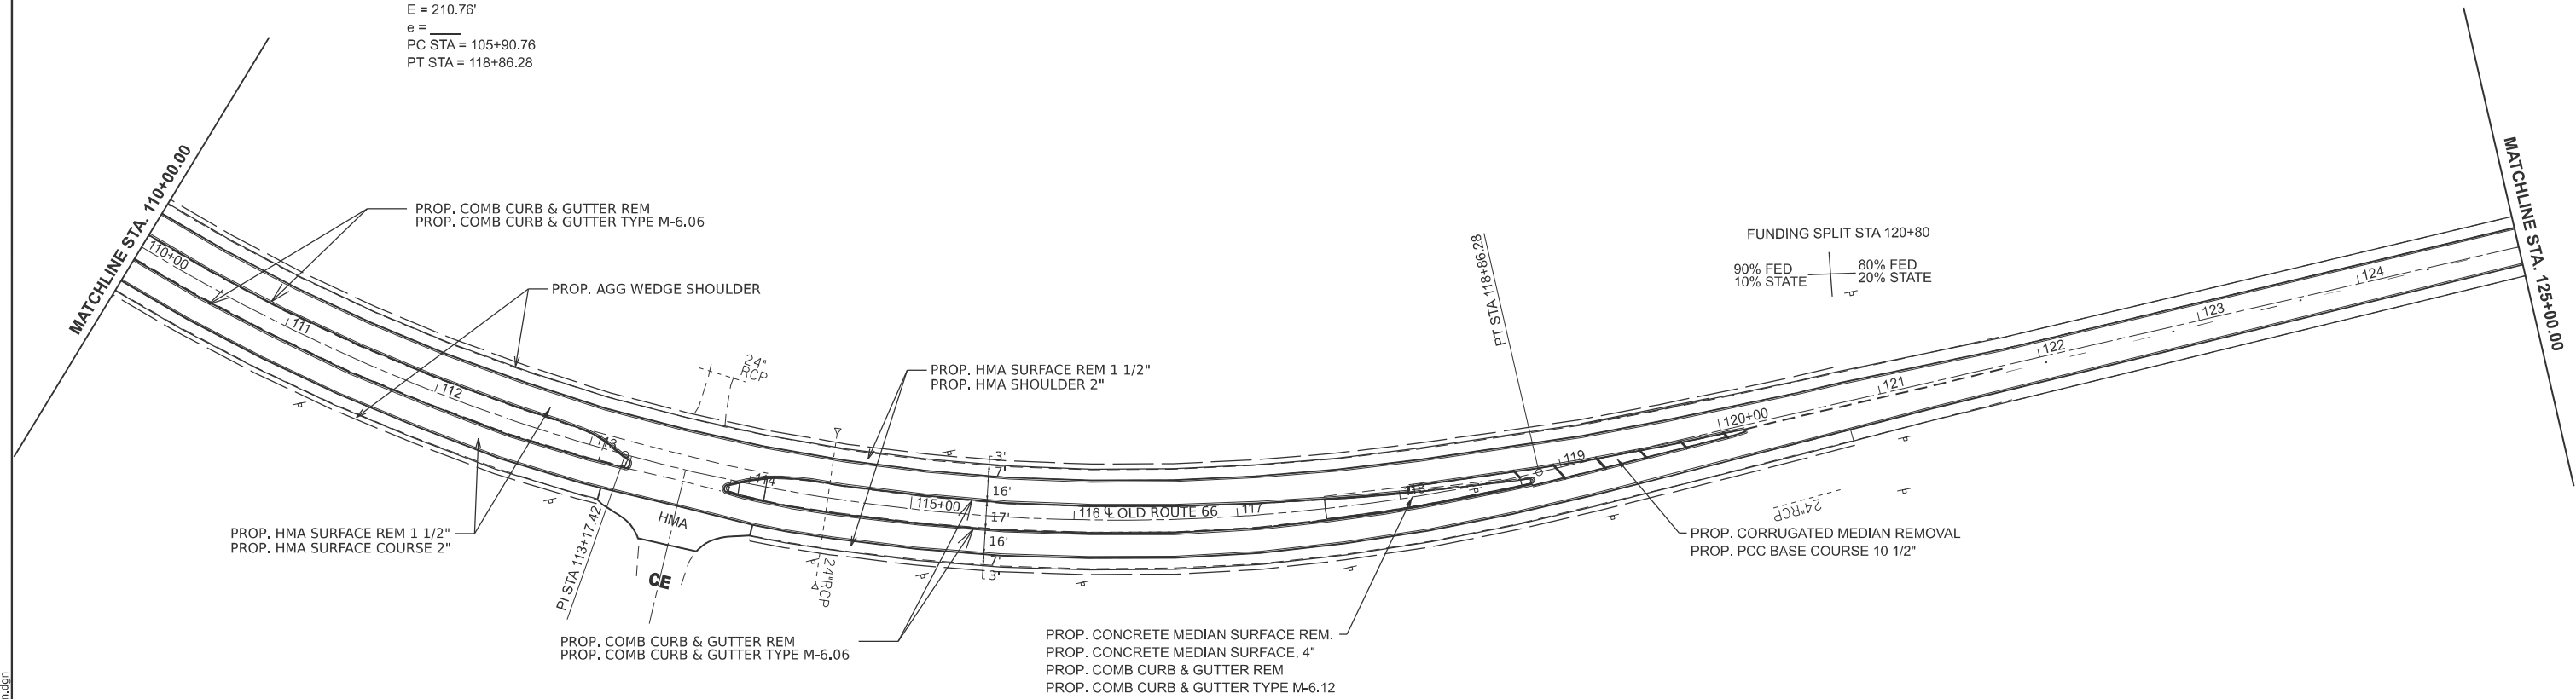 E = 210.76'
e = ____
PC STA = 105+90.76
PT STA = 118+86.28
MATCHLINE STA. 110+00.00
MATCHLINE STA. 125+00.00
PROP. COMB CURB & GUTTER REM
PROP. COMB CURB & GUTTER TYPE M-6.06
PROP. AGG WEDGE SHOULDER
FUNDING SPLIT STA 120+80
90% FED
10% STATE
80% FED
20% STATE
PT STA 118+86.28
110+00
111
112
113
114
115+00
116
℄ OLD ROUTE 66
117
118
119
120+00
121
122
123
124
24"
RCP
PROP. HMA SURFACE REM 1 1/2"
PROP. HMA SHOULDER 2"
3'
7'
16'
17'
16'
7'
3'
PROP. HMA SURFACE REM 1 1/2"
PROP. HMA SURFACE COURSE 2"
HMA
CE
PI STA 113+17.42
24"RCP
24"RCP
PROP. CORRUGATED MEDIAN REMOVAL
PROP. PCC BASE COURSE 10 1/2"
PROP. COMB CURB & GUTTER REM
PROP. COMB CURB & GUTTER TYPE M-6.06
PROP. CONCRETE MEDIAN SURFACE REM.
PROP. CONCRETE MEDIAN SURFACE, 4"
PROP. COMB CURB & GUTTER REM
PROP. COMB CURB & GUTTER TYPE M-6.12
n.dgn